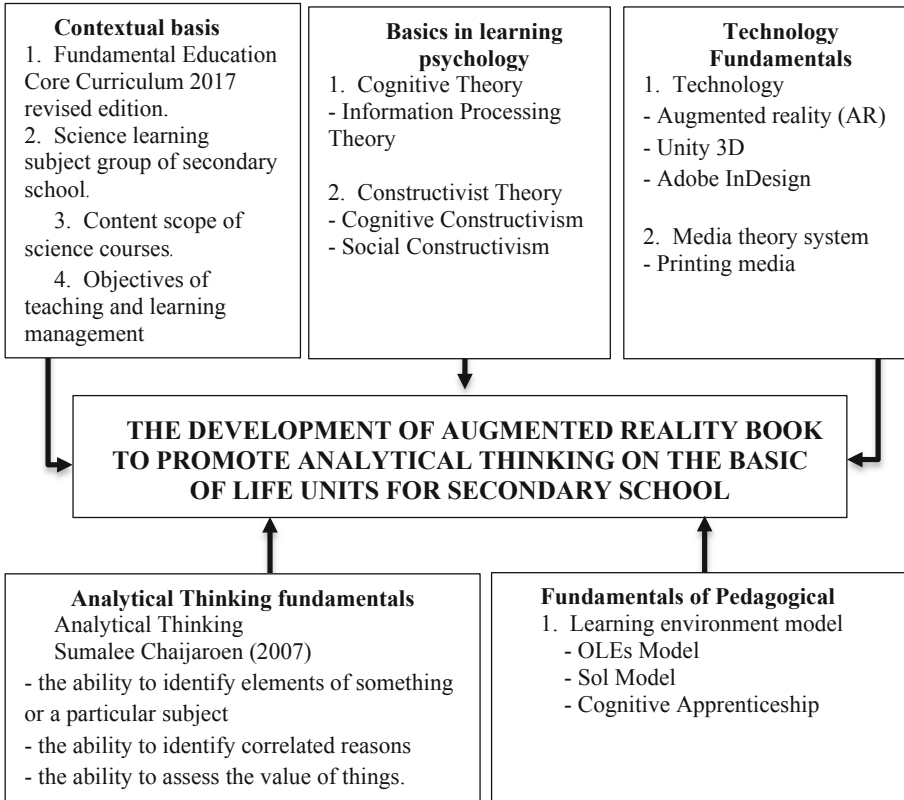 Contextual basis
1. Fundamental Education
Core Curriculum 2017
revised edition.
2. Science learning
subject group of secondary
school.
3. Content scope of
science courses.
4. Objectives of
teaching and learning
management
Basics in learning
psychology
1. Cognitive Theory
- Information Processing
Theory
2. Constructivist Theory
- Cognitive Constructivism
- Social Constructivism
Technology
Fundamentals
1. Technology
- Augmented reality (AR)
- Unity 3D
- Adobe InDesign
2. Media theory system
- Printing media
THE DEVELOPMENT OF AUGMENTED REALITY BOOK
TO PROMOTE ANALYTICAL THINKING ON THE BASIC
OF LIFE UNITS FOR SECONDARY SCHOOL
Analytical Thinking fundamentals
Analytical Thinking
Sumalee Chaijaroen (2007)
- the ability to identify elements of something
or a particular subject
- the ability to identify correlated reasons
- the ability to assess the value of things.
Fundamentals of Pedagogical
1. Learning environment model
- OLEs Model
- Sol Model
- Cognitive Apprenticeship